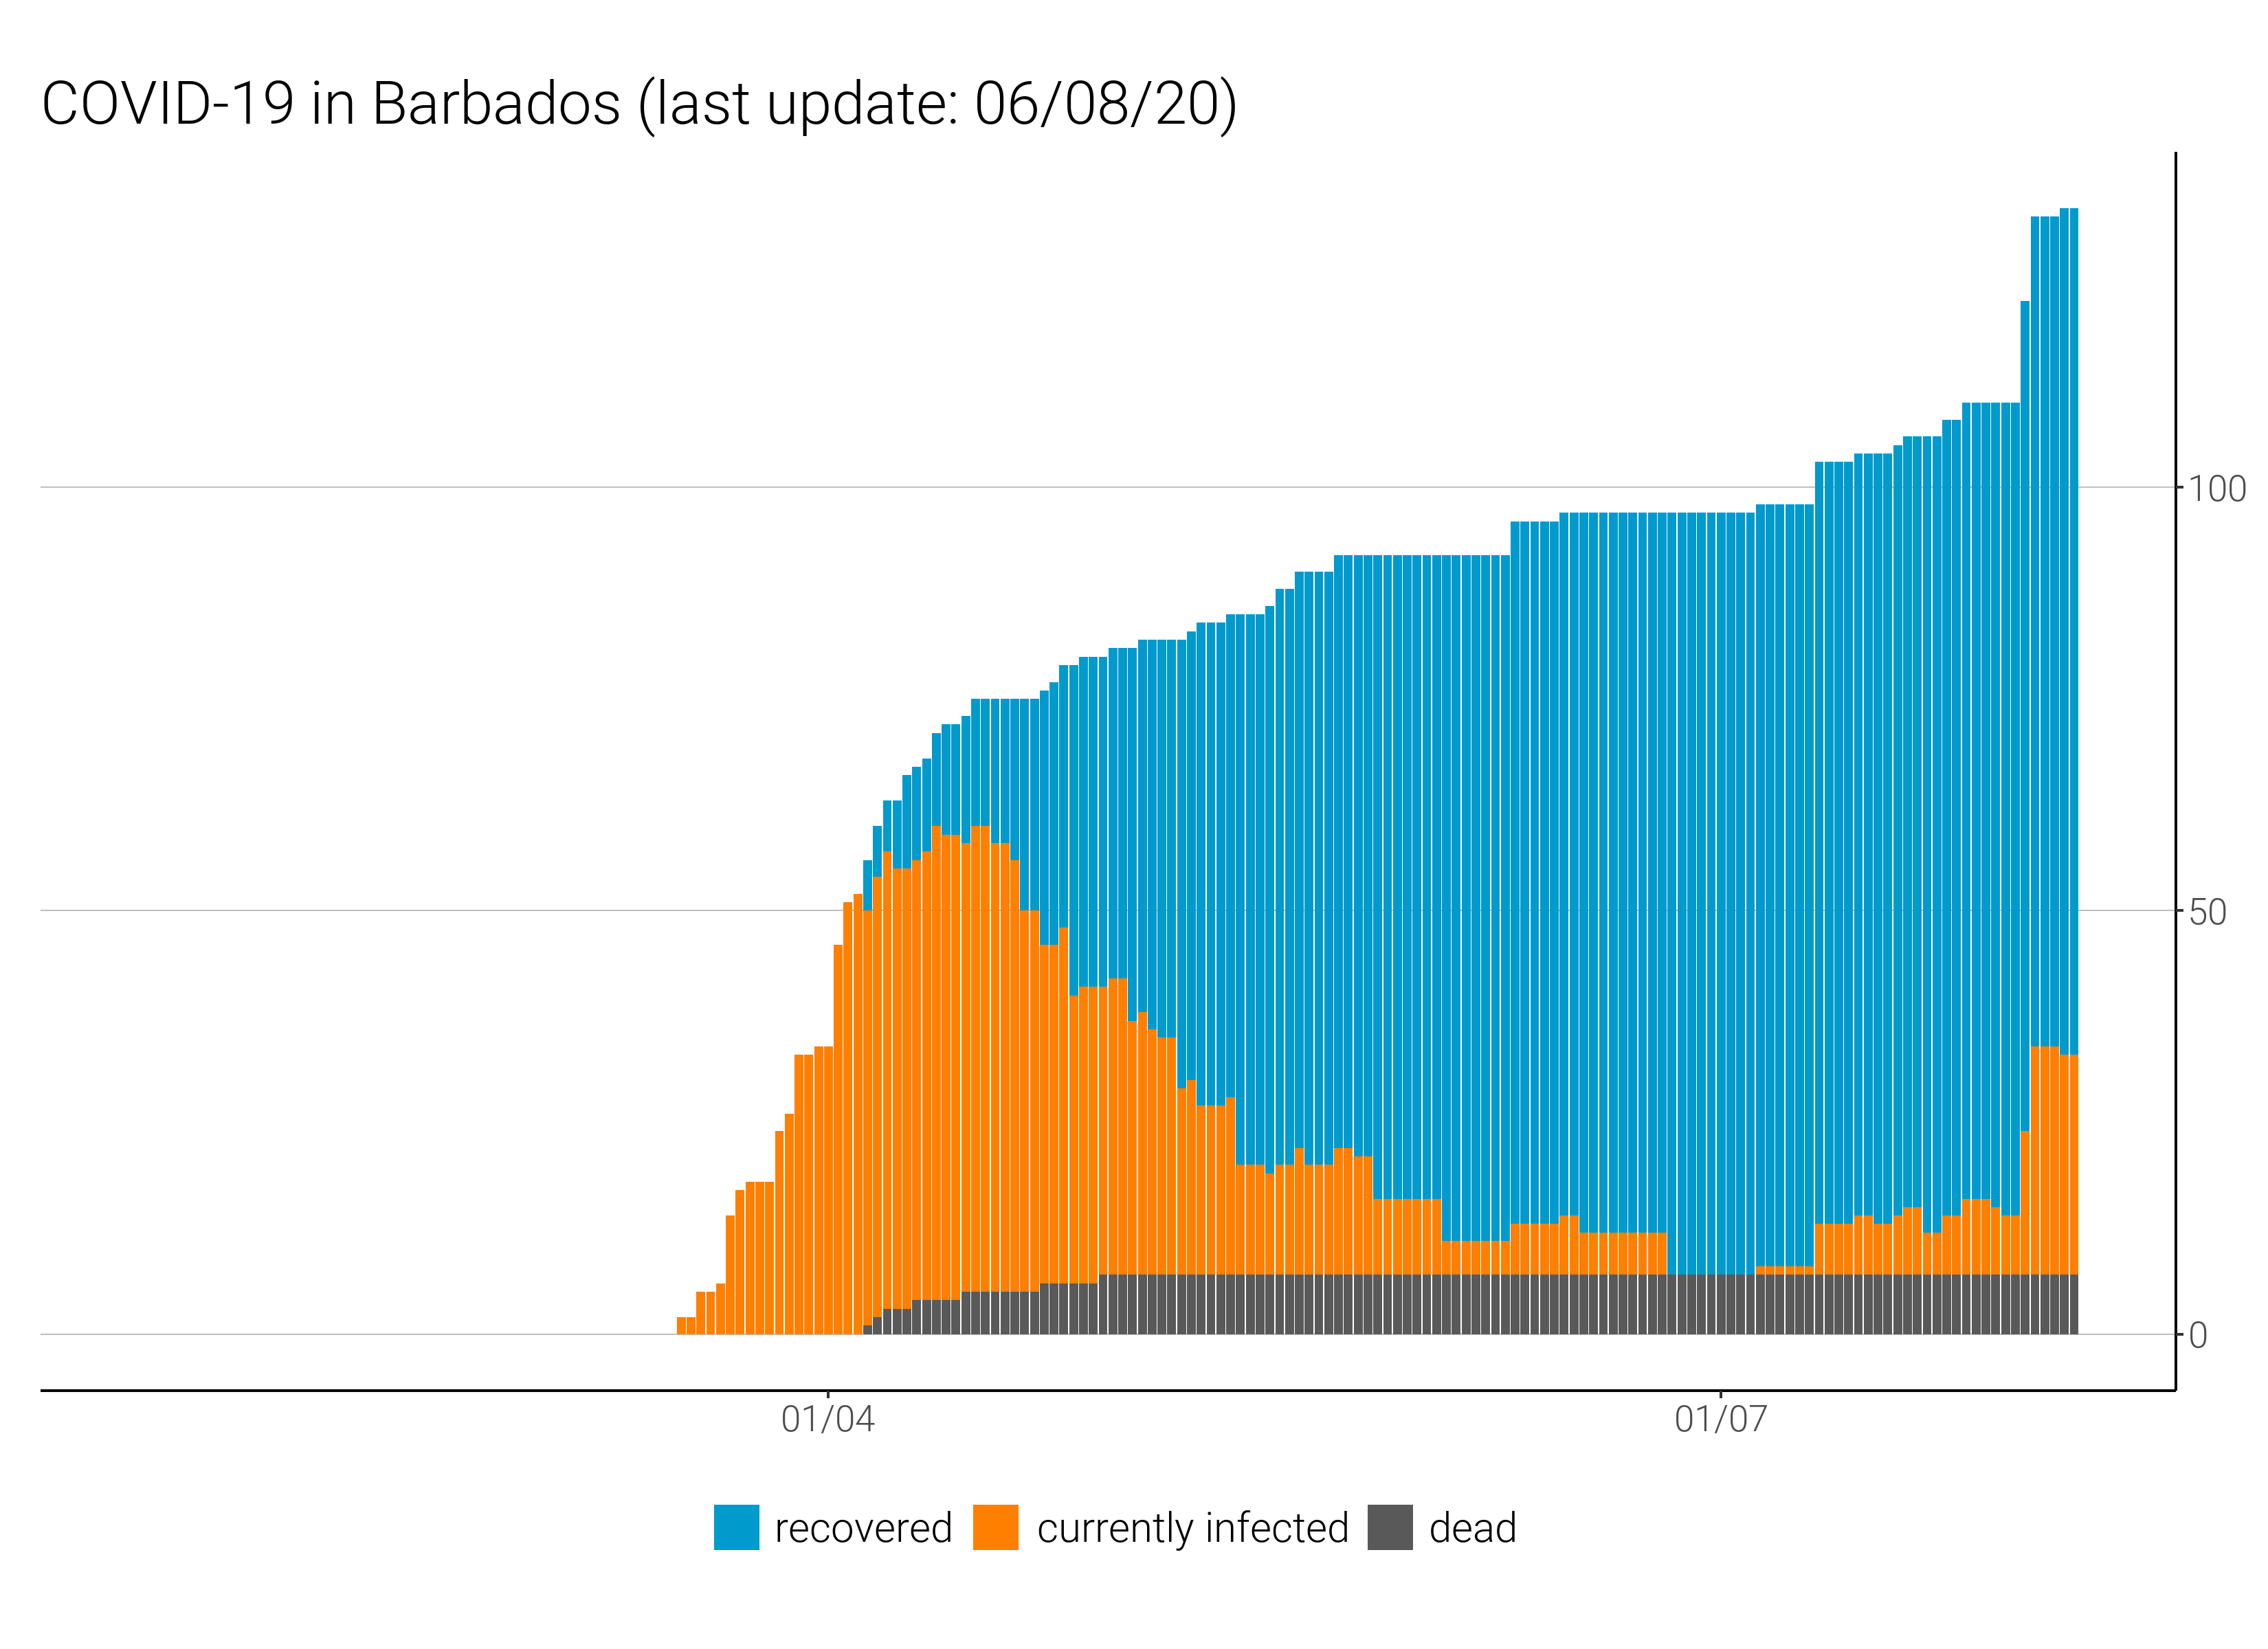 COVID-19 in Barbados (last update: 06/08/20)
100
50
0
01/04 01/07
recovered currently infected dead